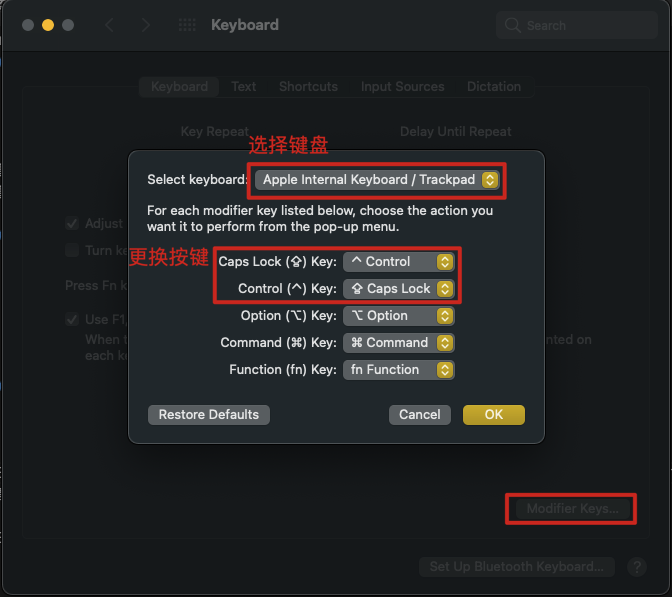 Keyboard
Search
Keyboard Text Shortcuts Input Sources Dictation
Key Repeat Delay Until Repeat
选择键盘
Select keyboard: Apple Internal Keyboard / Trackpad
For each modifier key listed below, choose the action you
want it to perform from the pop-up menu.
Adjust
Turn ke
更换按键
Caps Lock (⇪) Key: ^ Control
Control (^) Key: ⇪ Caps Lock
Press Fn k
Option (⌥) Key: ⌥ Option
Use F1,
Command (⌘) Key: ⌘ Command
When t nted on
each ke
Function (fn) Key: fn Function
Restore Defaults Cancel OK
Modifier Keys...
Set Up Bluetooth Keyboard... ?